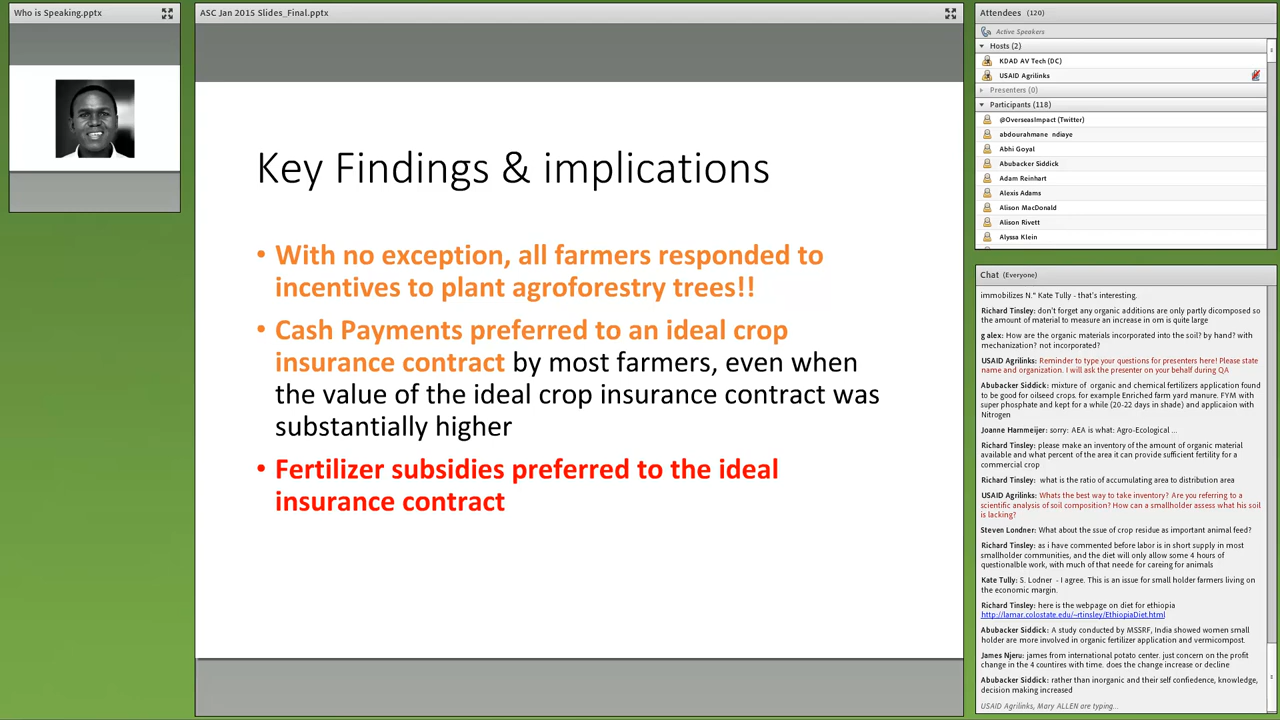 Who is Speaking.pptx
ASC Jan 2015 Slides_Final.pptx
Key Findings & implications
• With no exception, all farmers responded to
incentives to plant agroforestry trees!!
• Cash Payments preferred to an ideal crop
insurance contract by most farmers, even when
the value of the ideal crop insurance contract was
substantially higher
• Fertilizer subsidies preferred to the ideal
insurance contract
Attendees (120)
Active Speakers
Hosts (2)
KDAD AV Tech (DC)
USAID Agrilinks
Presenters (0)
Participants (118)
@OverseasImpact (Twitter)
abdourahmane ndiaye
Abhi Goyal
Abubacker Siddick
Adam Reinhart
Alexis Adams
Alison MacDonald
Alison Rivett
Alyssa Klein
Chat (Everyone)
immobilizes N." Kate Tully - that's interesting.
Richard Tinsley: don't forget any organic additions are only partly dicomposed so
the amount of material to measure an increase in om is quite large
g alex: How are the organic materials incorporated into the soil? by hand? with
mechanization? not incorporated?
USAID Agrilinks: Reminder to type your questions for presenters here! Please state
name and organization. I will ask the presenter on your behalf during QA
Abubacker Siddick: mixture of organic and chemical fertilizers application found
to be good for oilseed crops. for example Enriched farm yard manure. FYM with
super phosphate and kept for a while (20-22 days in shade) and applicaion with
Nitrogen
Joanne Harnmeijer: sorry: AEA is what: Agro-Ecological ...
Richard Tinsley: please make an inventory of the amount of organic material
available and what percent of the area it can provide sufficient fertility for a
commercial crop
Richard Tinsley: what is the ratio of accumulating area to distribution area
USAID Agrilinks: Whats the best way to take inventory? Are you referring to a
scientific analysis of soil composition? How can a smallholder assess what his soil
is lacking?
Steven Londner: What about the ssue of crop residue as important animal feed?
Richard Tinsley: as i have commented before labor is in short supply in most
smallholder communities, and the diet will only allow some 4 hours of
questionalble work, with much of that neede for careing for animals
Kate Tully: S. Lodner - I agree. This is an issue for small holder farmers living on
the economic margin.
Richard Tinsley: here is the webpage on diet for ethiopia
http://lamar.colostate.edu/~rtinsley/EthiopiaDiet.html
Abubacker Siddick: A study conducted by MSSRF, India showed women small
holder are more involved in organic fertilizer application and vermicompost.
James Njeru: james from international potato center. just concern on the profit
change in the 4 countires with time. does the change increase or decline
Abubacker Siddick: rather than inorganic and their self confiedence, knowledge,
decision making increased
USAID Agrilinks, Mary ALLEN are typing...